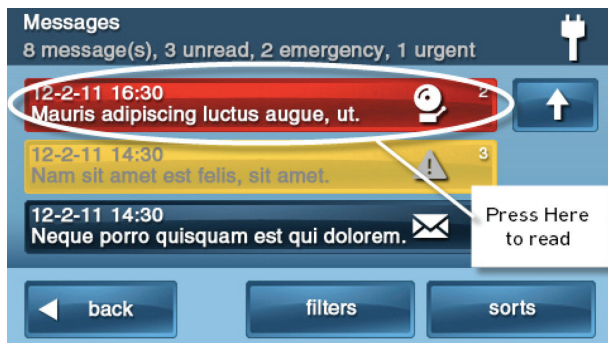 Messages
8 message(s), 3 unread, 2 emergency, 1 urgent
12-2-11 16:30
2
Mauris adipiscing luctus augue, ut.
12-2-11 14:30
3
Nam sit amet est felis, sit amet.
12-2-11 14:30
Neque porro quisquam est qui dolorem.
Press Here
to read
back
filters
sorts